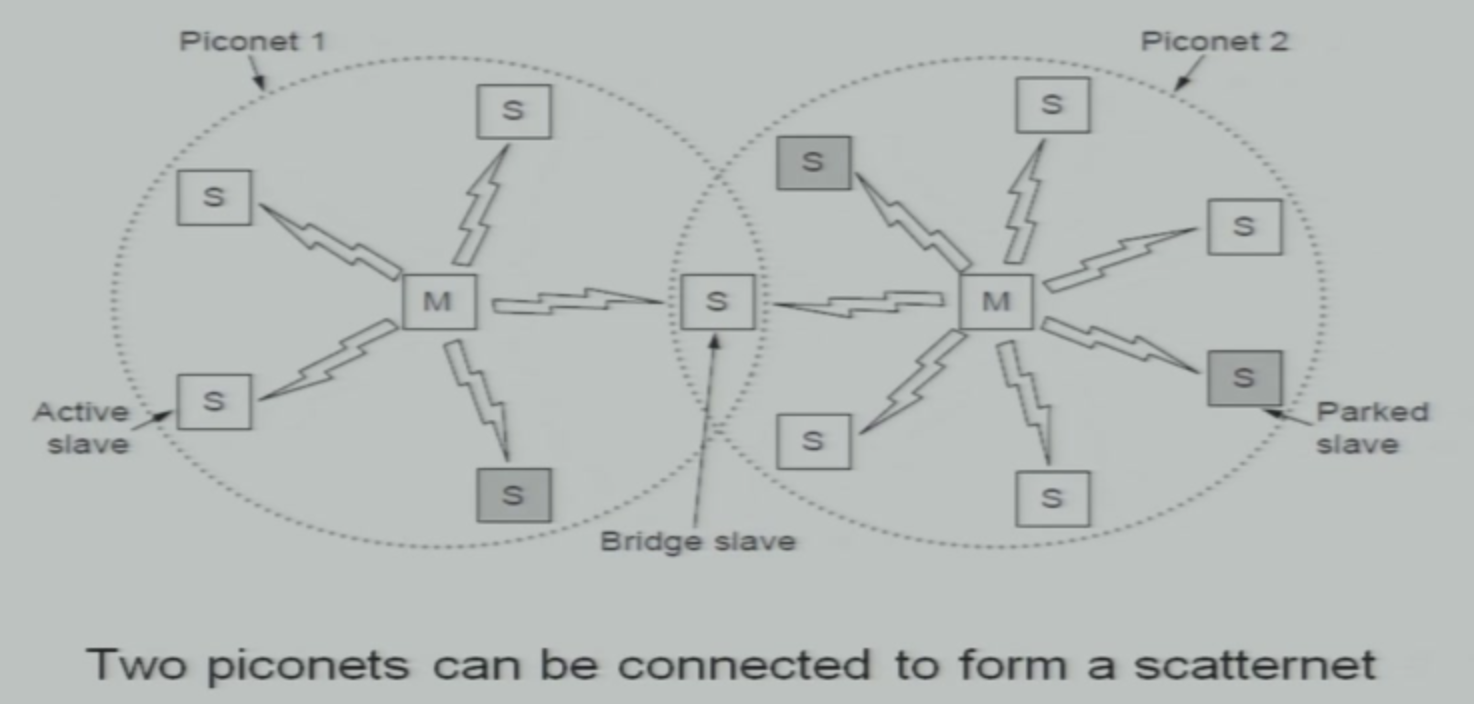 Piconet 1
Piconet 2
S
S
S
S
S
M
S
M
S
S
S
S
Active
slave
Parked
slave
S
S
Bridge slave
Two piconets can be connected to form a scatternet